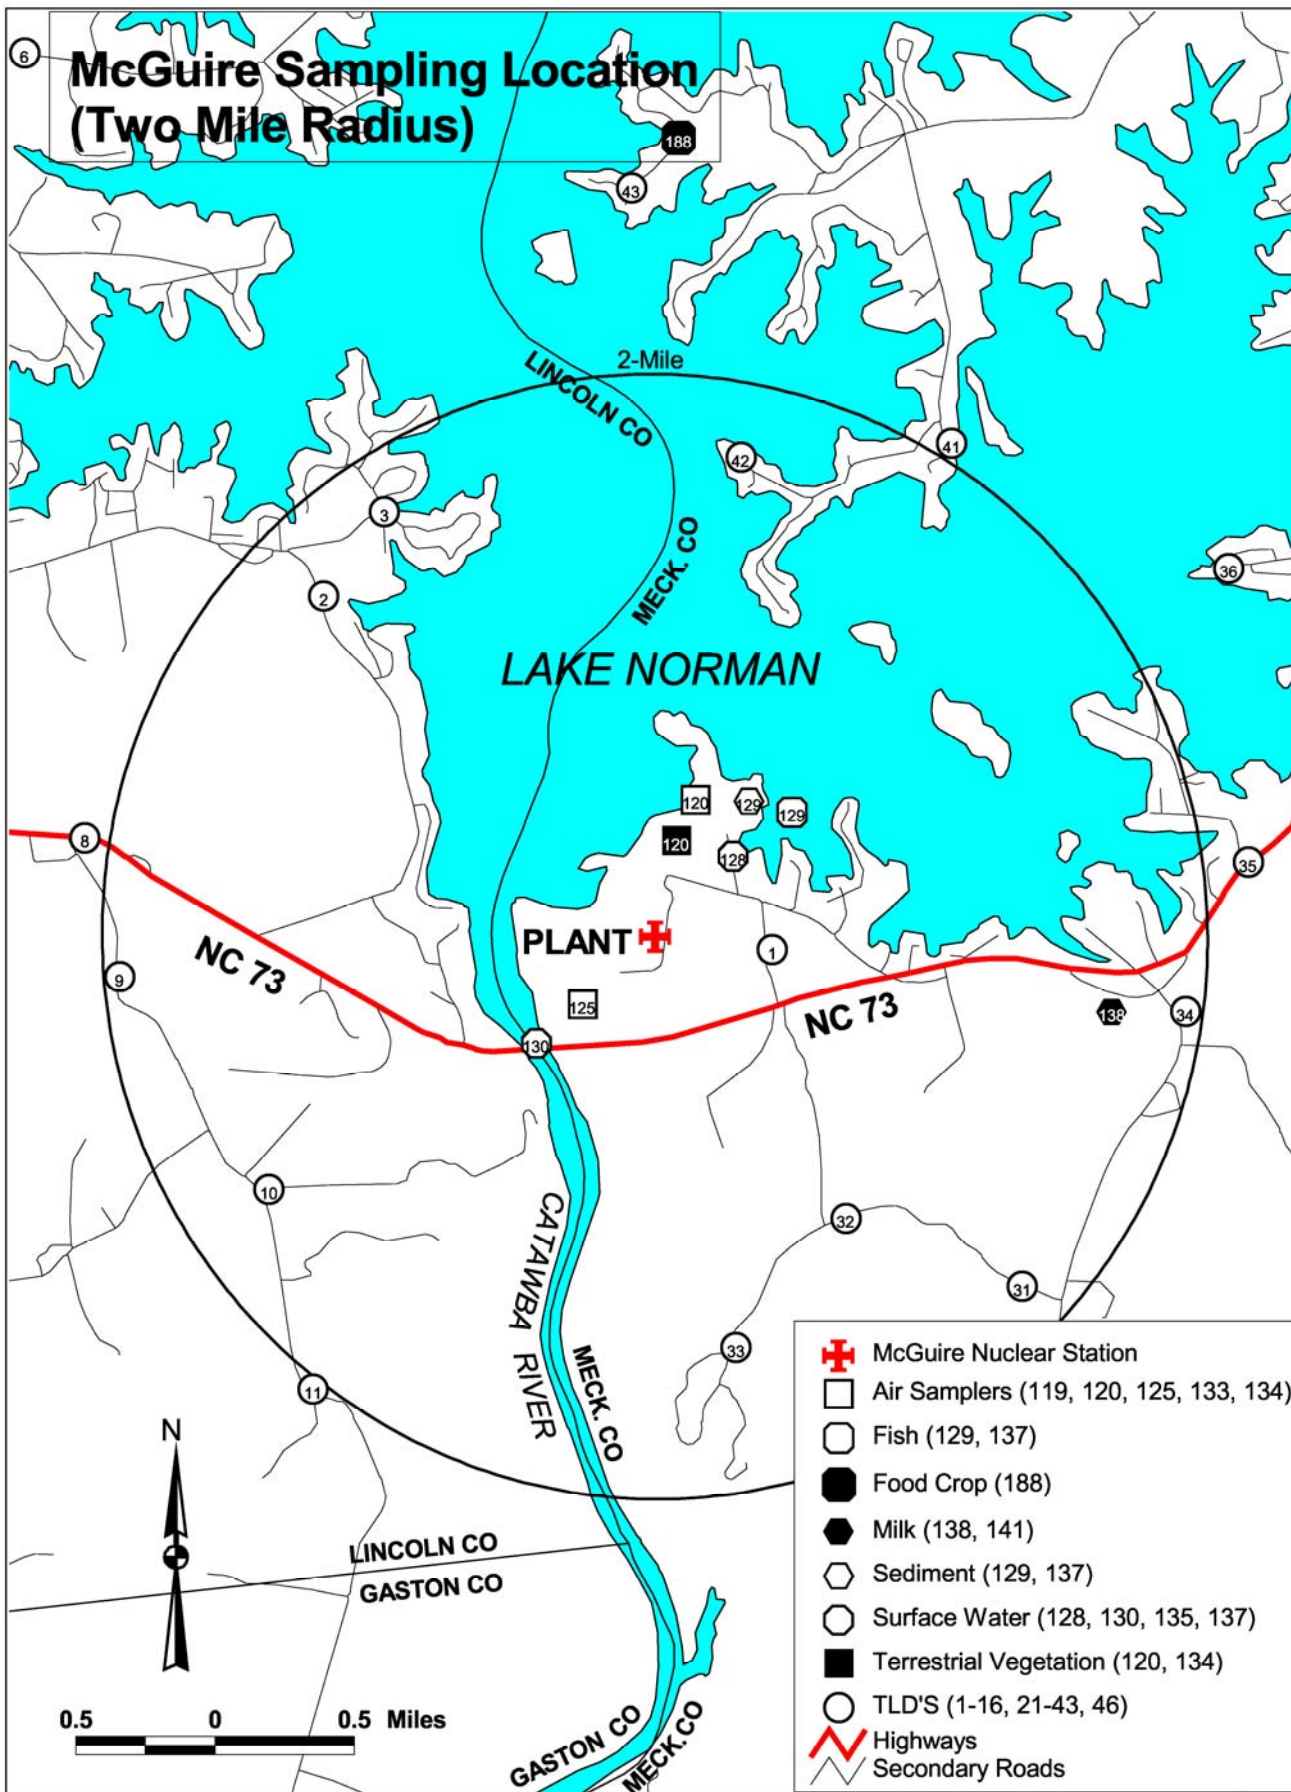 McGuire Sampling Location
(Two Mile Radius)
6
188
43
2-Mile
LINCOLN CO
41
42
3
MECK. CO
36
2
LAKE NORMAN
120
129
129
120
128
8
35
PLANT
1
NC 73
9
125
NC 73
138
34
130
10
CATAWBA RIVER
32
31
33
MECK. CO
11
N
LINCOLN CO
GASTON CO
0.5 0 0.5 Miles
GASTON CO
MECK.CO
McGuire Nuclear Station
Air Samplers (119, 120, 125, 133, 134)
Fish (129, 137)
Food Crop (188)
Milk (138, 141)
Sediment (129, 137)
Surface Water (128, 130, 135, 137)
Terrestrial Vegetation (120, 134)
TLD'S (1-16, 21-43, 46)
Highways
Secondary Roads